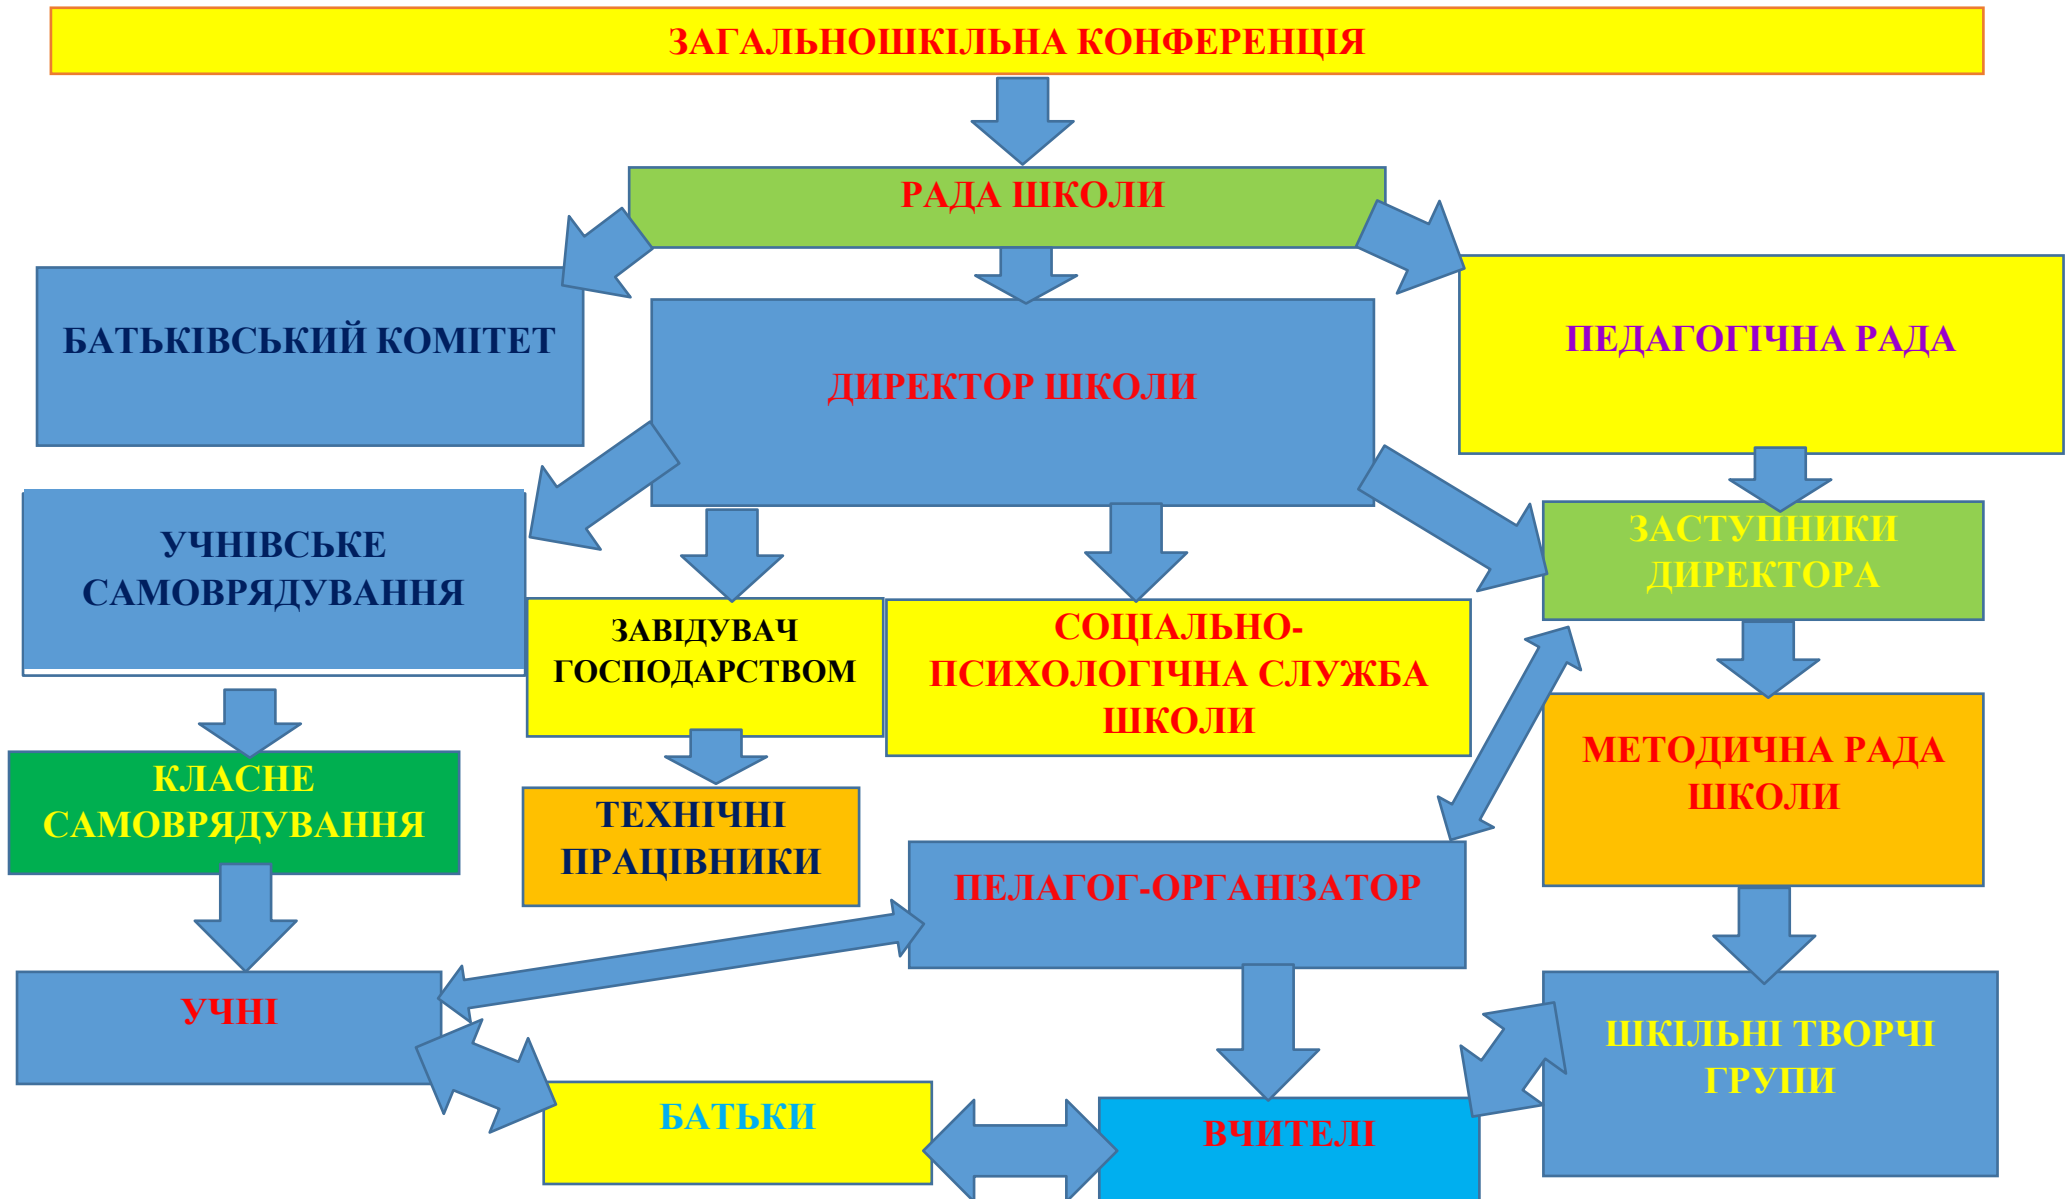 ЗАГАЛЬНОШКІЛЬНА КОНФЕРЕНЦІЯ
РАДА ШКОЛИ
БАТЬКІВСЬКИЙ КОМІТЕТ
ДИРЕКТОР ШКОЛИ
ПЕДАГОГІЧНА РАДА
УЧНІВСЬКЕ
САМОВРЯДУВАННЯ
ЗАВІДУВАЧ
ГОСПОДАРСТВОМ
СОЦІАЛЬНО-
ПСИХОЛОГІЧНА СЛУЖБА
ШКОЛИ
ЗАСТУПНИКИ
ДИРЕКТОРА
КЛАСНЕ
САМОВРЯДУВАННЯ
ТЕХНІЧНІ
ПРАЦІВНИКИ
МЕТОДИЧНА РАДА
ШКОЛИ
ПЕЛАГОГ-ОРГАНІЗАТОР
УЧНІ
БАТЬКИ
ВЧИТЕЛІ
ШКІЛЬНІ ТВОРЧІ
ГРУПИ